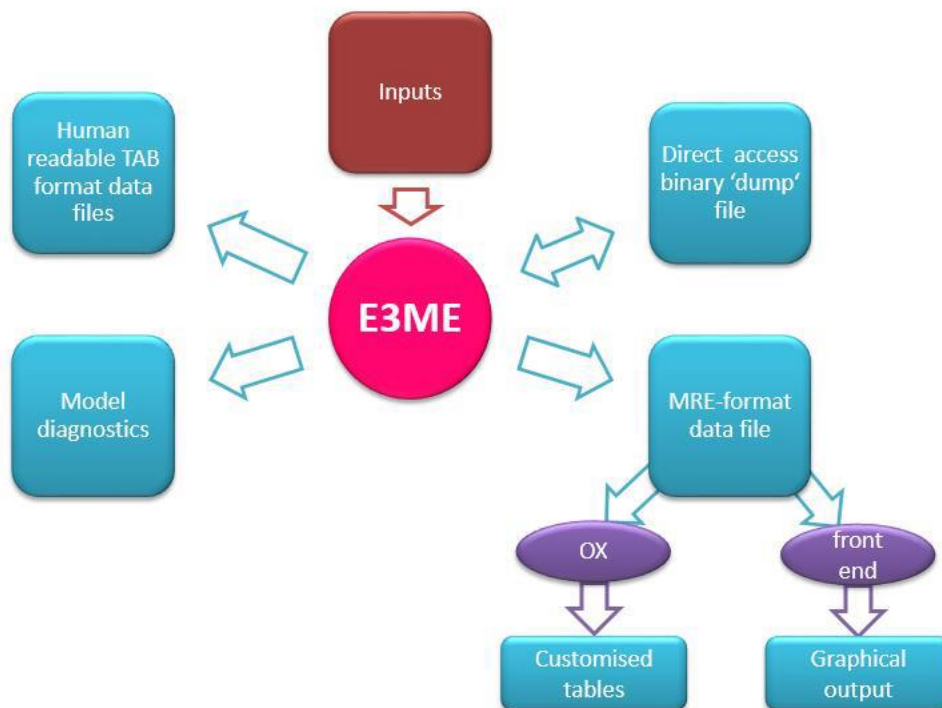 Inputs
Human
readable TAB
format data
files
Direct access
binary ‘dump‘
file
E3ME
Model
diagnostics
MRE-format
data file
OX
front
end
Customised
tables
Graphical
output